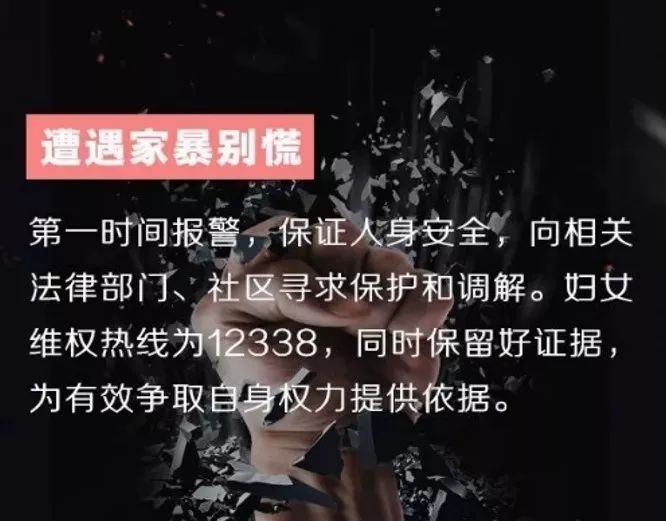 遭遇家暴别慌
第一时间报警，保证人身安全，向相关
法律部门、社区寻求保护和调解。妇女
维权热线为12338，同时保留好证据，
为有效争取自身权力提供依据。